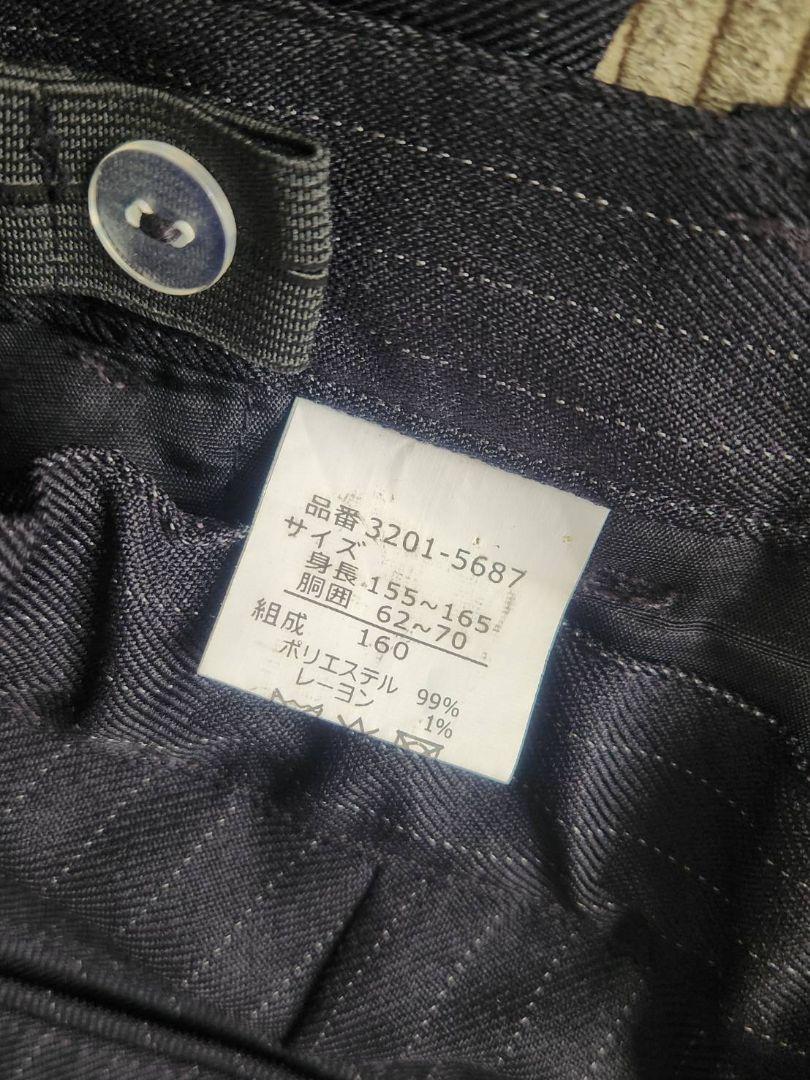 品番 3201-5687
サイズ
身長 155~165
胴囲 62~70
160
組成
ポリエステル 99%
レーヨン 1%